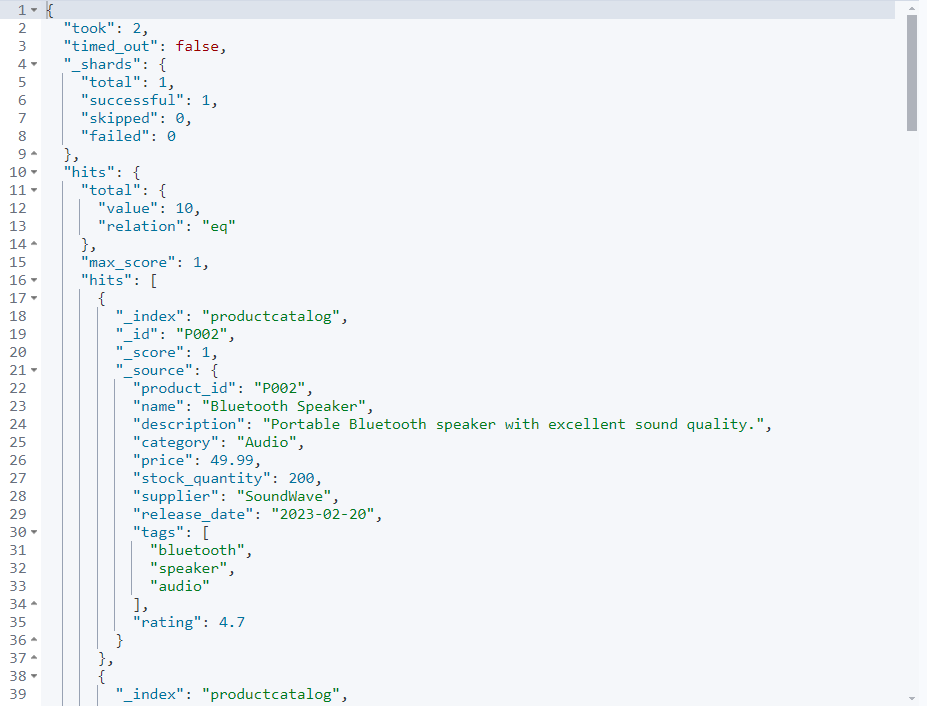 1 {
2 "took": 2,
3 "timed_out": false,
4 "_shards": {
5 "total": 1,
6 "successful": 1,
7 "skipped": 0,
8 "failed": 0
9 },
10 "hits": {
11 "total": {
12 "value": 10,
13 "relation": "eq"
14 },
15 "max_score": 1,
16 "hits": [
17 {
18 "_index": "productcatalog",
19 "_id": "P002",
20 "_score": 1,
21 "_source": {
22 "product_id": "P002",
23 "name": "Bluetooth Speaker",
24 "description": "Portable Bluetooth speaker with excellent sound quality.",
25 "category": "Audio",
26 "price": 49.99,
27 "stock_quantity": 200,
28 "supplier": "SoundWave",
29 "release_date": "2023-02-20",
30 "tags": [
31 "bluetooth",
32 "speaker",
33 "audio"
34 ],
35 "rating": 4.7
36 }
37 },
38 {
39 "_index": "productcatalog",